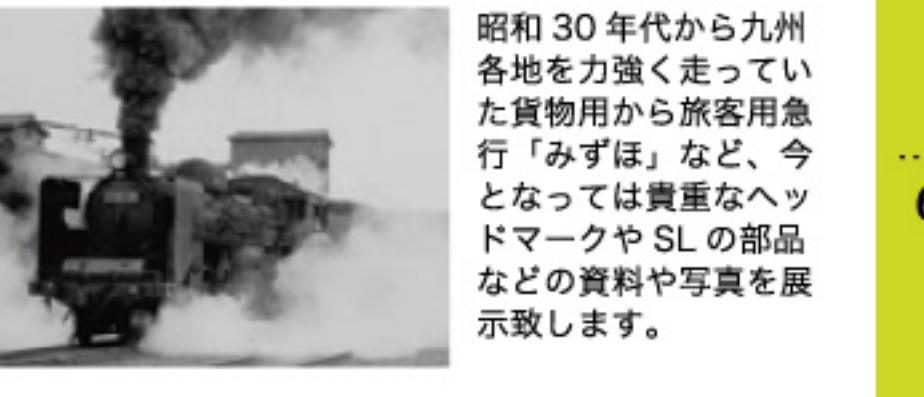 昭和 30 年代から九州
各地を力強く走ってい
た貨物用から旅客用急
行「みずほ」など、今
となっては貴重なヘッ
ドマークや SL の部品
などの資料や写真を展
示致します。